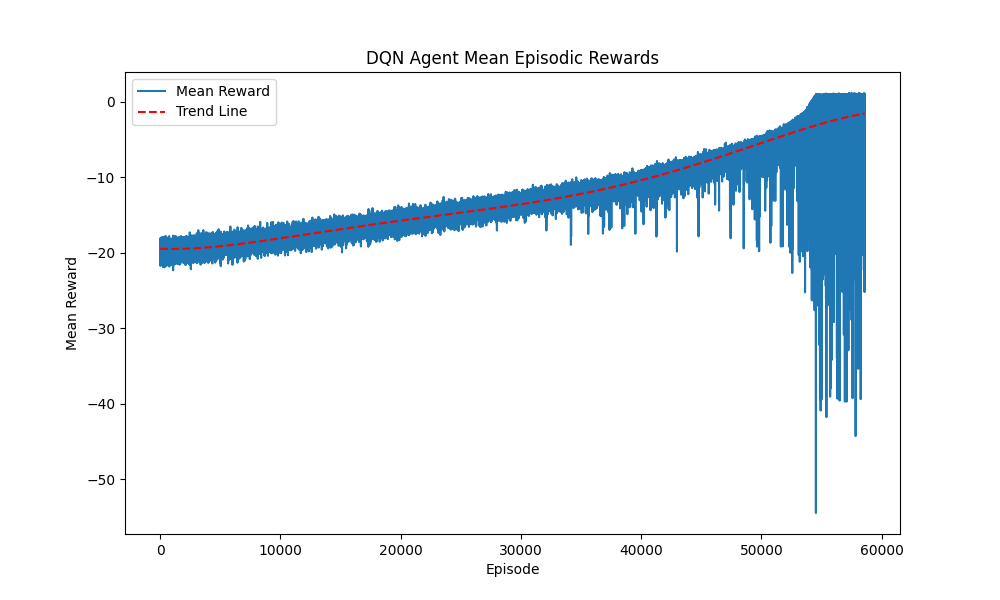 DQN Agent Mean Episodic Rewards
Mean Reward
Trend Line
0
−10
−20
−30
−40
−50
Mean Reward
0
10000
20000
30000
40000
50000
60000
Episode